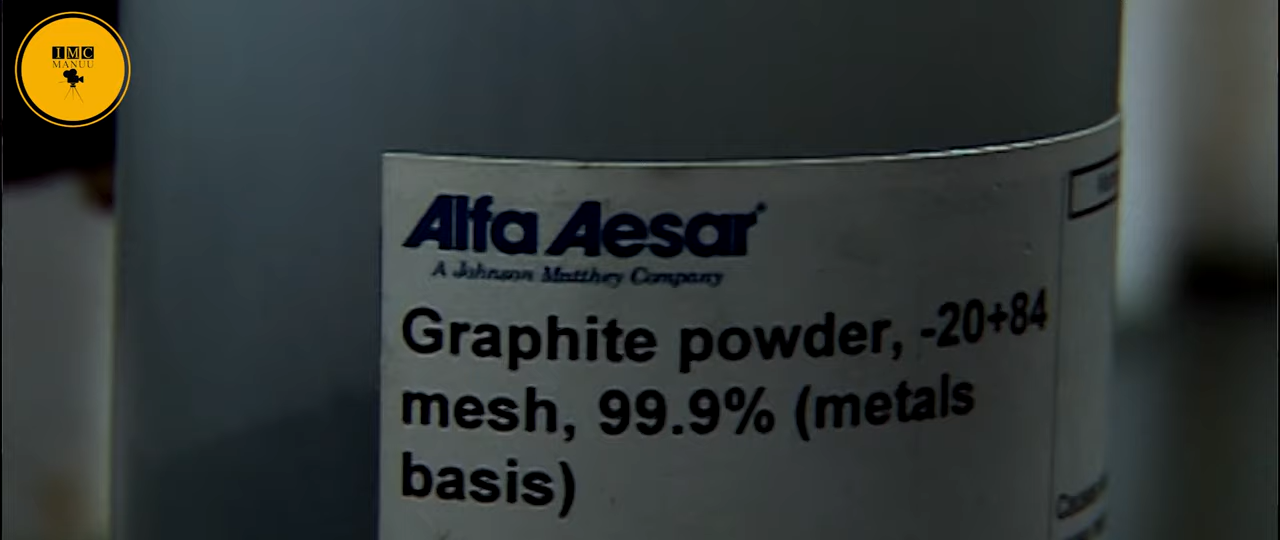 IMC
MANUU
Alfa Aesar
A Johnson Matthey Company
Graphite powder, -20+84
mesh, 99.9% (metals
basis)